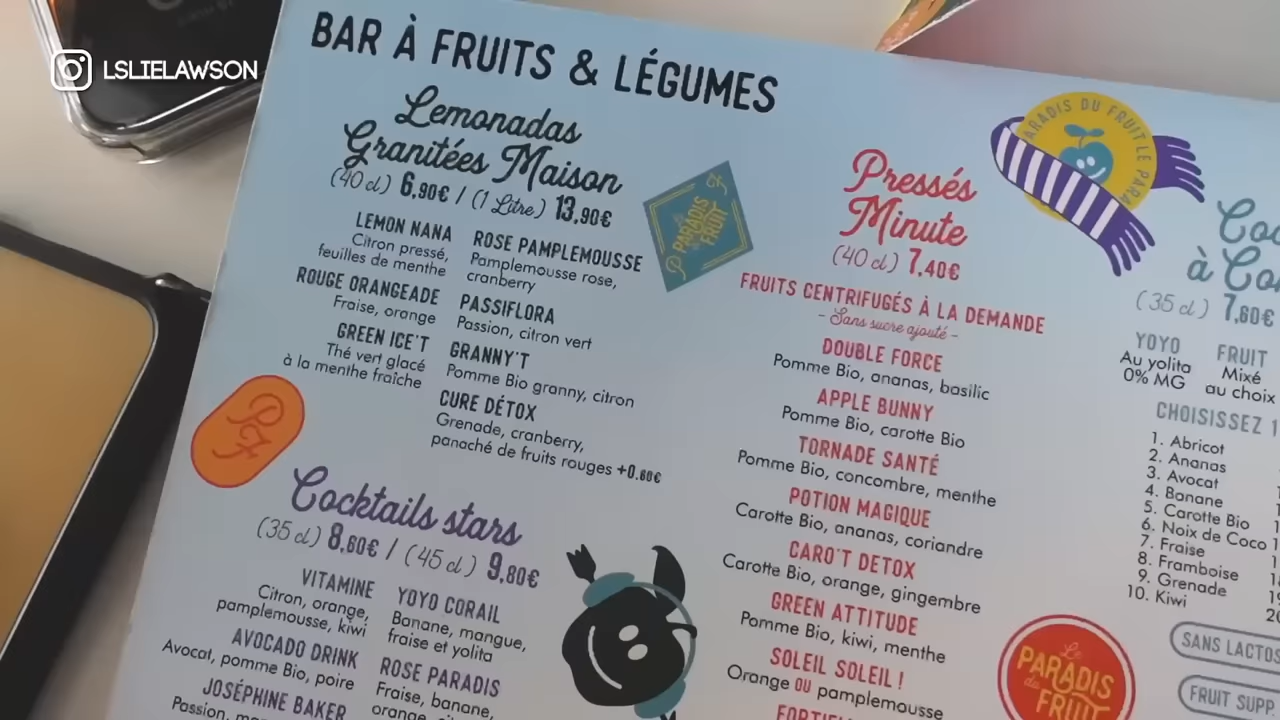 LSLIELAWSON
BAR À FRUITS & LÉGUMES
Lemonadas
Granitées Maison
(40 cl) 6,90€ / (1 Litre) 13,90€
LEMON NANA
Citron pressé,
feuilles de menthe
ROUGE ORANGEADE
Fraise, orange
GREEN ICE'T
Thé vert glacé
à la menthe fraîche
ROSE PAMPLEMOUSSE
Pamplemousse rose,
cranberry
PASSIFLORA
Passion, citron vert
GRANNY'T
Pomme Bio granny, citron
CURE DÉTOX
Grenade, cranberry,
panaché de fruits rouges +0.60€
PARADIS
FRUIT
PF
Cocktails stars
(35 cl) 8,60€ / (45 cl) 9,80€
VITAMINE
Citron, orange,
pamplemousse, kiwi
AVOCADO DRINK
Avocat, pomme Bio, poire
JOSÉPHINE BAKER
Passion,
YOYO CORAIL
Banane, mangue,
fraise et yolita
ROSE PARADIS
Fraise, banane,
Pressés
Minute
(40 cl) 7,40€
FRUITS CENTRIFUGÉS À LA DEMANDE
- Sans sucre ajouté -
DOUBLE FORCE
Pomme Bio, ananas, basilic
APPLE BUNNY
Pomme Bio, carotte Bio
TORNADE SANTÉ
Pomme Bio, concombre, menthe
POTION MAGIQUE
Carotte Bio, ananas, coriandre
CARO'T DETOX
Carotte Bio, orange, gingembre
GREEN ATTITUDE
Pomme Bio, kiwi, menthe
SOLEIL SOLEIL !
Orange OU pamplemousse
PARADIS DU FRUIT LE PARA
à
(35 cl) 7,60€
YOYO
Au yolita
0% MG
FRUIT
Mixé
au choix
CHOISISSEZ 1
1. Abricot
2. Ananas
3. Avocat
4. Banane
5. Carotte Bio
6. Noix de Coco
7. Fraise
8. Framboise
9. Grenade
10. Kiwi
SANS LACTOS
FRUIT SUPP.
Le
PARADIS
du
FRUIT